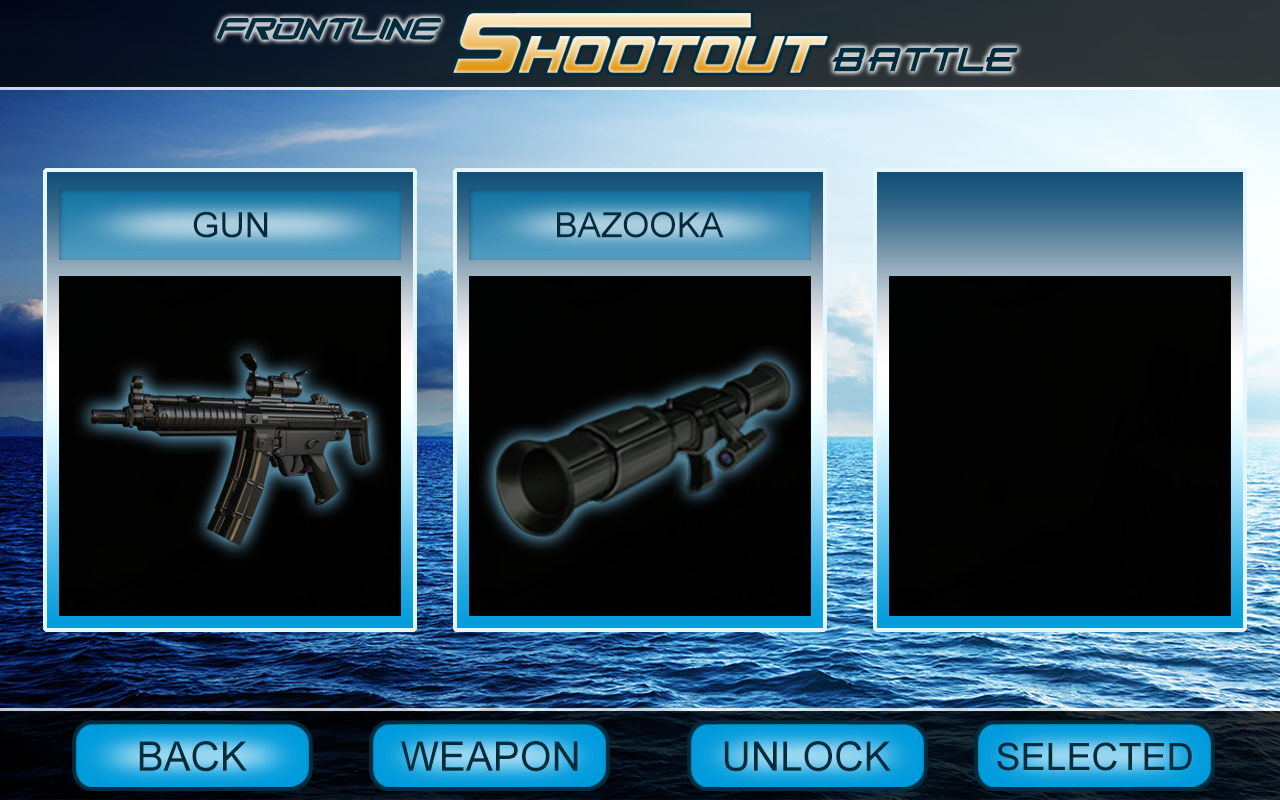 FRONTLINE SHOOTOUT BATTLE
GUN
BAZOOKA
BACK
WEAPON
UNLOCK
SELECTED